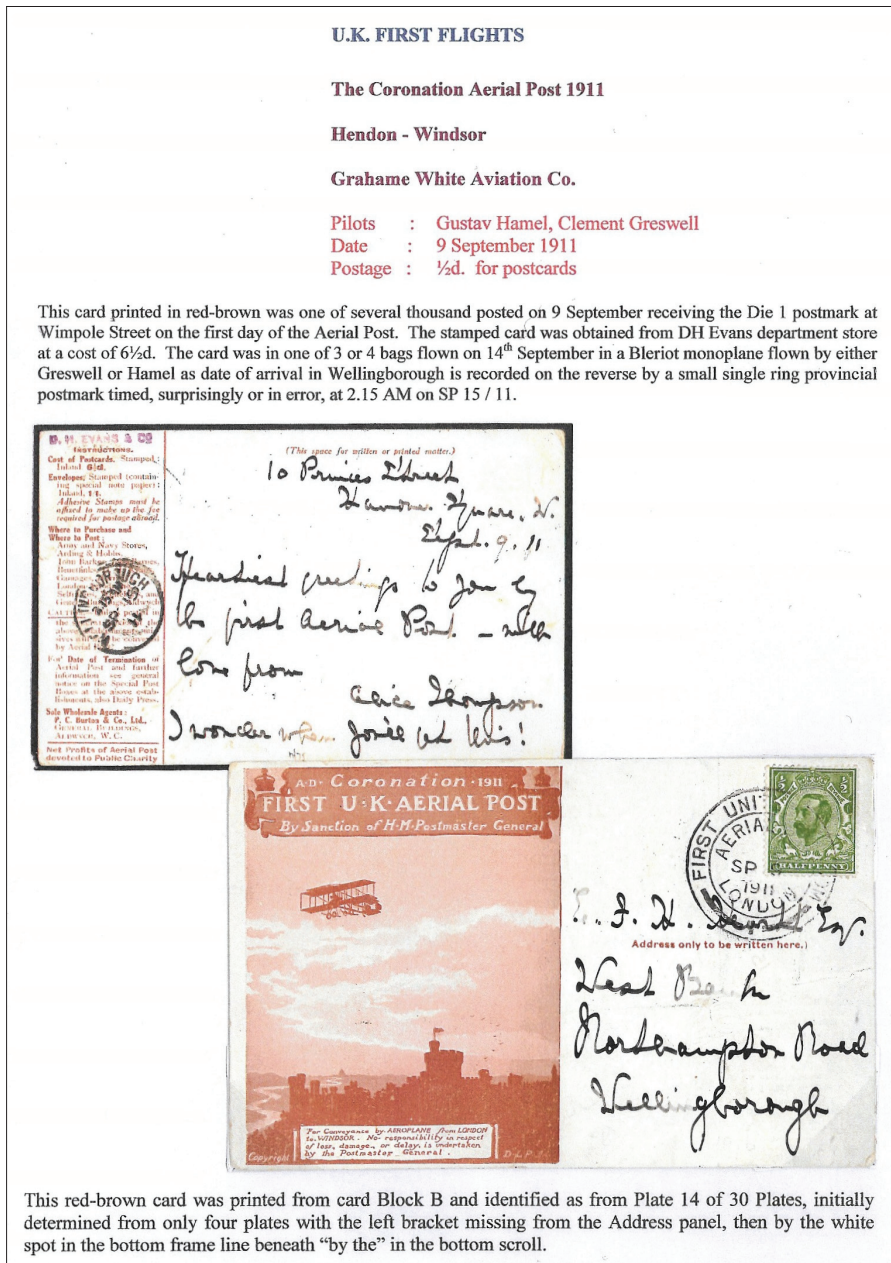 U.K. FIRST FLIGHTS
The Coronation Aerial Post 1911
Hendon - Windsor
Grahame White Aviation Co.
Pilots : Gustav Hamel, Clement Greswell
Date : 9 September 1911
Postage : ½d. for postcards
This card printed in red-brown was one of several thousand posted on 9 September receiving the Die 1 postmark at
Wimpole Street on the first day of the Aerial Post. The stamped card was obtained from DH Evans department store
at a cost of 6½d. The card was in one of 3 or 4 bags flown on 14th September in a Bleriot monoplane flown by either
Greswell or Hamel as date of arrival in Wellingborough is recorded on the reverse by a small single ring provincial
postmark timed, surprisingly or in error, at 2.15 AM on SP 15 / 11.
D. H. EVANS & Co
INSTRUCTIONS.
Cost of Postcards. Stamped:
Inland 6½d.
Envelopes; Stamped (contain-
ing special note paper):
Inland, 1/1.
Adhesive Stamps must be
affixed to make up the fee
required for postage abroad.
Where to Purchase and
Where to Post:
Army and Navy Stores,
Arding & Hobbs,
John Barker
For Date of Termination of
Aerial Post and further
information see general
notice on the Special Post
Boxes at the above estab-
lishments, also Daily Press.
Sole Wholesale Agents:
F. C. Burton & Co., Ltd.,
GENERAL BUILDINGS,
ALDWYCH, W.C.
Net Profits of Aerial Post
devoted to Public Charity
(This space for written or printed matter.)
10 Princes Street
Hanover Square, W.
Sept. 9. 11
Heartiest greetings to you by
the first Aerial Post. - with
love from
Alice Thompson
I wonder when you'll get this!
A·D· Coronation ·1911
FIRST U·K·AERIAL POST
By Sanction of H·M·Postmaster General
For Conveyance by AEROPLANE from LONDON
to WINDSOR. No responsibility in respect
of loss, damage, or delay, is undertaken
by the Postmaster General.
Copyright
FIRST UNI
AERIAL
SP
1911
LONDON
HALFPENNY
F. H. Esq.
Address only to be written here.)
West
Northampton Road
Wellingborough
This red-brown card was printed from card Block B and identified as from Plate 14 of 30 Plates, initially
determined from only four plates with the left bracket missing from the Address panel, then by the white
spot in the bottom frame line beneath "by the" in the bottom scroll.